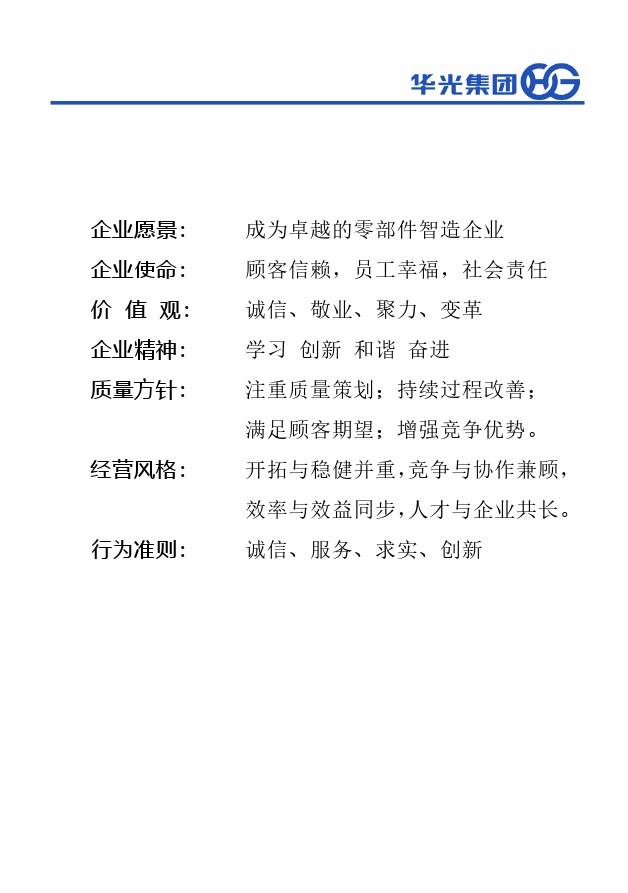 华光集团 HG
企业愿景： 成为卓越的零部件智造企业
企业使命： 顾客信赖，员工幸福，社会责任
价 值 观： 诚信、敬业、聚力、变革
企业精神： 学习 创新 和谐 奋进
质量方针： 注重质量策划；持续过程改善；
满足顾客期望；增强竞争优势。
经营风格： 开拓与稳健并重，竞争与协作兼顾，
效率与效益同步，人才与企业共长。
行为准则： 诚信、服务、求实、创新